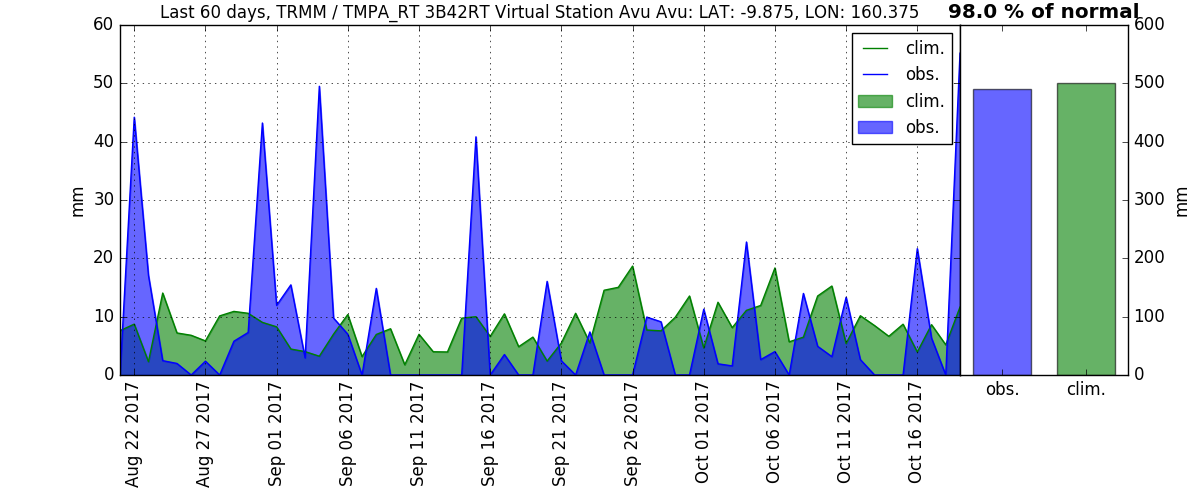 Last 60 days, TRMM / TMPA_RT 3B42RT Virtual Station Avu Avu: LAT: -9.875, LON: 160.375
98.0 % of normal
60
50
40
30
20
10
0
mm
clim.
obs.
clim.
obs.
600
500
400
300
200
100
0
mm
Aug 22 2017
Aug 27 2017
Sep 01 2017
Sep 06 2017
Sep 11 2017
Sep 16 2017
Sep 21 2017
Sep 26 2017
Oct 01 2017
Oct 06 2017
Oct 11 2017
Oct 16 2017
obs.
clim.